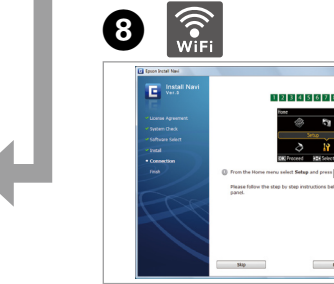 8
WiFi
Epson Install Navi
Install Navi
Ver.8
License Agreement
System Check
Software Select
Install
Connection
Finish
1 2 3 4 5 6 7
Home
Setup
OK Proceed
Select
From the Home menu select Setup and press
Please follow the step by step instructions
panel.
Skip